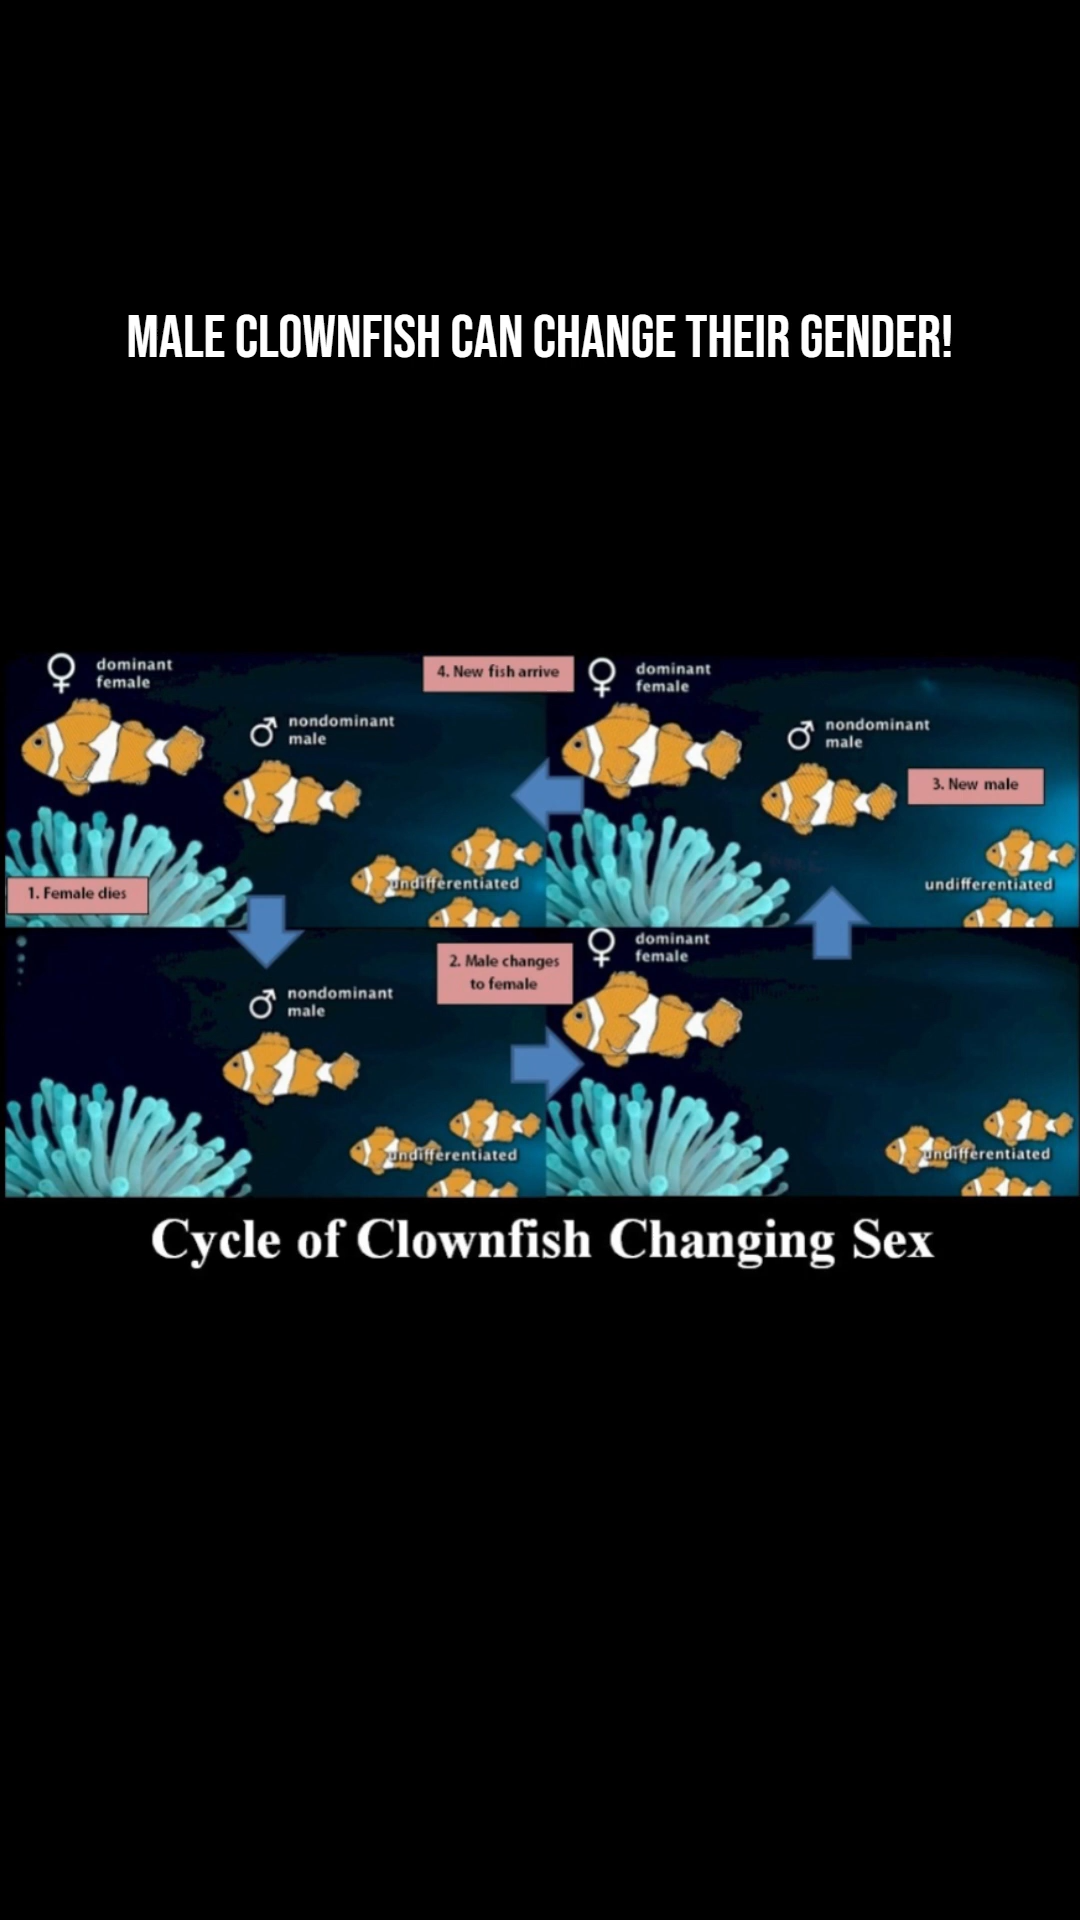 MALE CLOWNFISH CAN CHANGE THEIR GENDER!
dominant
female
nondominant
male
undifferentiated
1. Female dies
4. New fish arrive
dominant
female
nondominant
male
3. New male
undifferentiated
nondominant
male
undifferentiated
2. Male changes
to female
dominant
female
undifferentiated
Cycle of Clownfish Changing Sex